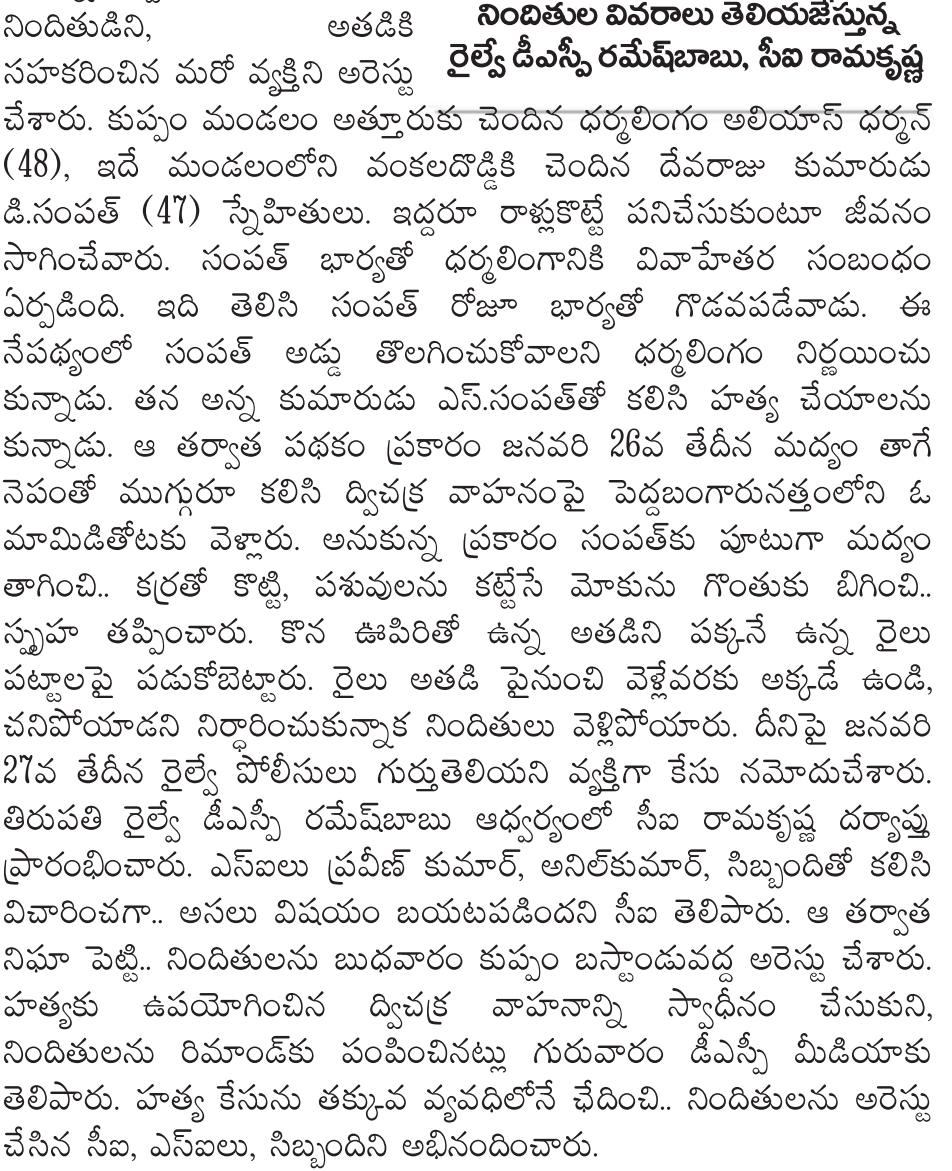 నిందితుల వివరాలు తెలియజేస్తున్న
రైల్వే డీఎస్పీ రమేష్‌బాబు, సీఐ రామకృష్ణ
నిందితుడిని, అతడికి
సహకరించిన మరో వ్యక్తిని అరెస్టు
చేశారు. కుప్పం మండలం అత్తూరుకు చెందిన ధర్మలింగం అలియాస్ ధర్మన్
(48), ఇదే మండలంలోని వంకలదొడ్డికి చెందిన దేవరాజు కుమారుడు
డి.సంపత్ (47) స్నేహితులు. ఇద్దరూ రాళ్లుకొట్టే పనిచేసుకుంటూ జీవనం
సాగించేవారు. సంపత్ భార్యతో ధర్మలింగానికి వివాహేతర సంబంధం
ఏర్పడింది. ఇది తెలిసి సంపత్ రోజూ భార్యతో గొడవపడేవాడు. ఈ
నేపథ్యంలో సంపత్ అడ్డు తొలగించుకోవాలని ధర్మలింగం నిర్ణయించు
కున్నాడు. తన అన్న కుమారుడు ఎస్.సంపత్‌తో కలిసి హత్య చేయాలను
కున్నాడు. ఆ తర్వాత పథకం ప్రకారం జనవరి 26వ తేదీన మద్యం తాగే
నెపంతో ముగ్గురూ కలిసి ద్విచక్ర వాహనంపై పెద్దబంగారునత్తంలోని ఓ
మామిడితోటకు వెళ్లారు. అనుకున్న ప్రకారం సంపత్‌కు పూటుగా మద్యం
తాగించి.. కర్రతో కొట్టి, పశువులను కట్టేసే మోకును గొంతుకు బిగించి..
స్పృహ తప్పించారు. కొన ఊపిరితో ఉన్న అతడిని పక్కనే ఉన్న రైలు
పట్టాలపై పడుకోబెట్టారు. రైలు అతడి పైనుంచి వెళ్లేవరకు అక్కడే ఉండి,
చనిపోయాడని నిర్ధారించుకున్నాక నిందితులు వెళ్లిపోయారు. దీనిపై జనవరి
27వ తేదీన రైల్వే పోలీసులు గుర్తుతెలియని వ్యక్తిగా కేసు నమోదుచేశారు.
తిరుపతి రైల్వే డీఎస్పీ రమేష్‌బాబు ఆధ్వర్యంలో సీఐ రామకృష్ణ దర్యాప్తు
ప్రారంభించారు. ఎస్ఐలు ప్రవీణ్ కుమార్, అనిల్‌కుమార్, సిబ్బందితో కలిసి
విచారించగా.. అసలు విషయం బయటపడిందని సీఐ తెలిపారు. ఆ తర్వాత
నిఘా పెట్టి.. నిందితులను బుధవారం కుప్పం బస్టాండువద్ద అరెస్టు చేశారు.
హత్యకు ఉపయోగించిన ద్విచక్ర వాహనాన్ని స్వాధీనం చేసుకుని,
నిందితులను రిమాండ్‌కు పంపించినట్లు గురువారం డీఎస్పీ మీడియాకు
తెలిపారు. హత్య కేసును తక్కువ వ్యవధిలోనే ఛేదించి.. నిందితులను అరెస్టు
చేసిన సీఐ, ఎస్ఐలు, సిబ్బందిని అభినందించారు.